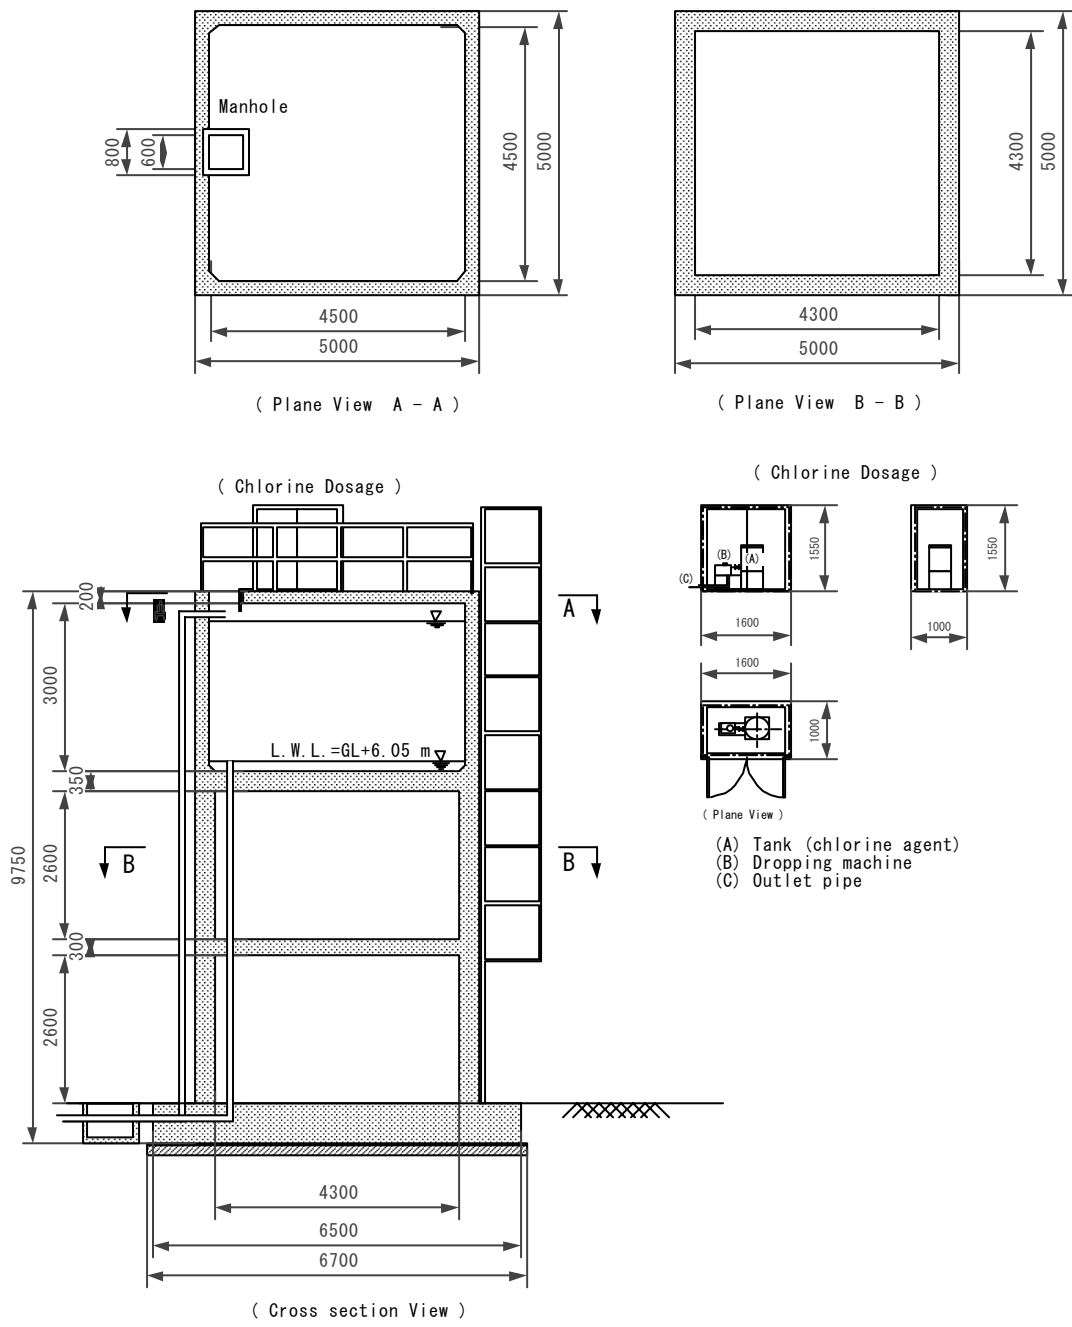 Manhole
800
600
4500
5000
4500
5000
( Plane View A - A )
4300
5000
4300
5000
( Plane View B - B )
( Chlorine Dosage )
200
3000
350
2600
300
2600
9750
A
L.W.L.=GL+6.05 m
B
B
4300
6500
6700
( Cross section View )
( Chlorine Dosage )
(A)
(B)
(C)
1550
1600
1550
1000
1600
1000
( Plane View )
(A) Tank (chlorine agent)
(B) Dropping machine
(C) Outlet pipe